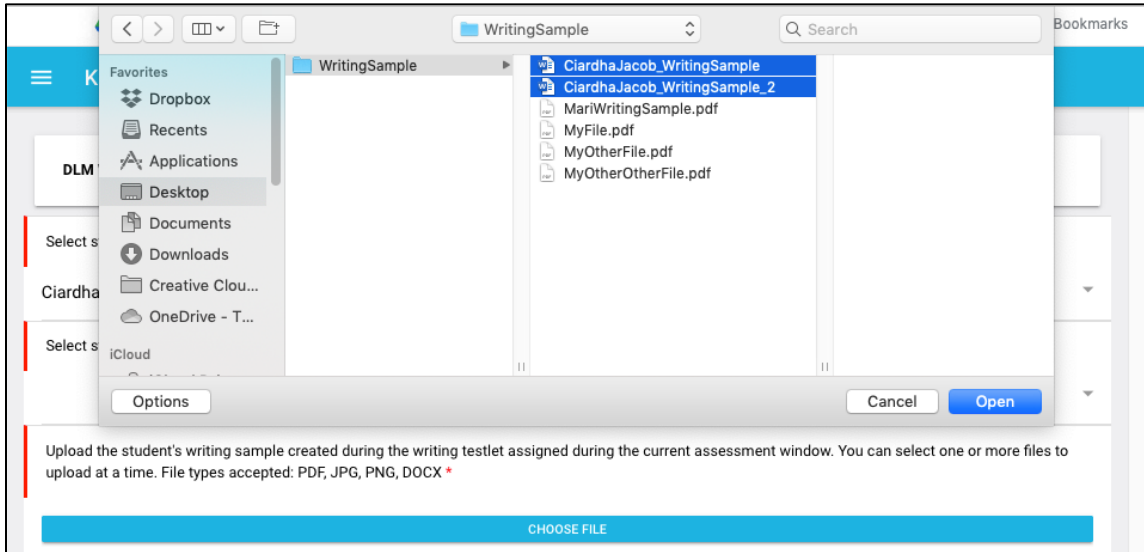 WritingSample
Search
Bookmarks
K
Favorites
Dropbox
Recents
Applications
Desktop
Documents
Downloads
Creative Clou...
OneDrive - T...
iCloud
WritingSample
CiardhaJacob_WritingSample
CiardhaJacob_WritingSample_2
MariWritingSample.pdf
MyFile.pdf
MyOtherFile.pdf
MyOtherOtherFile.pdf
DLM
Select s
Ciardha
Select s
Options
Cancel
Open
Upload the student's writing sample created during the writing testlet assigned during the current assessment window. You can select one or more files to
upload at a time. File types accepted: PDF, JPG, PNG, DOCX *
CHOOSE FILE